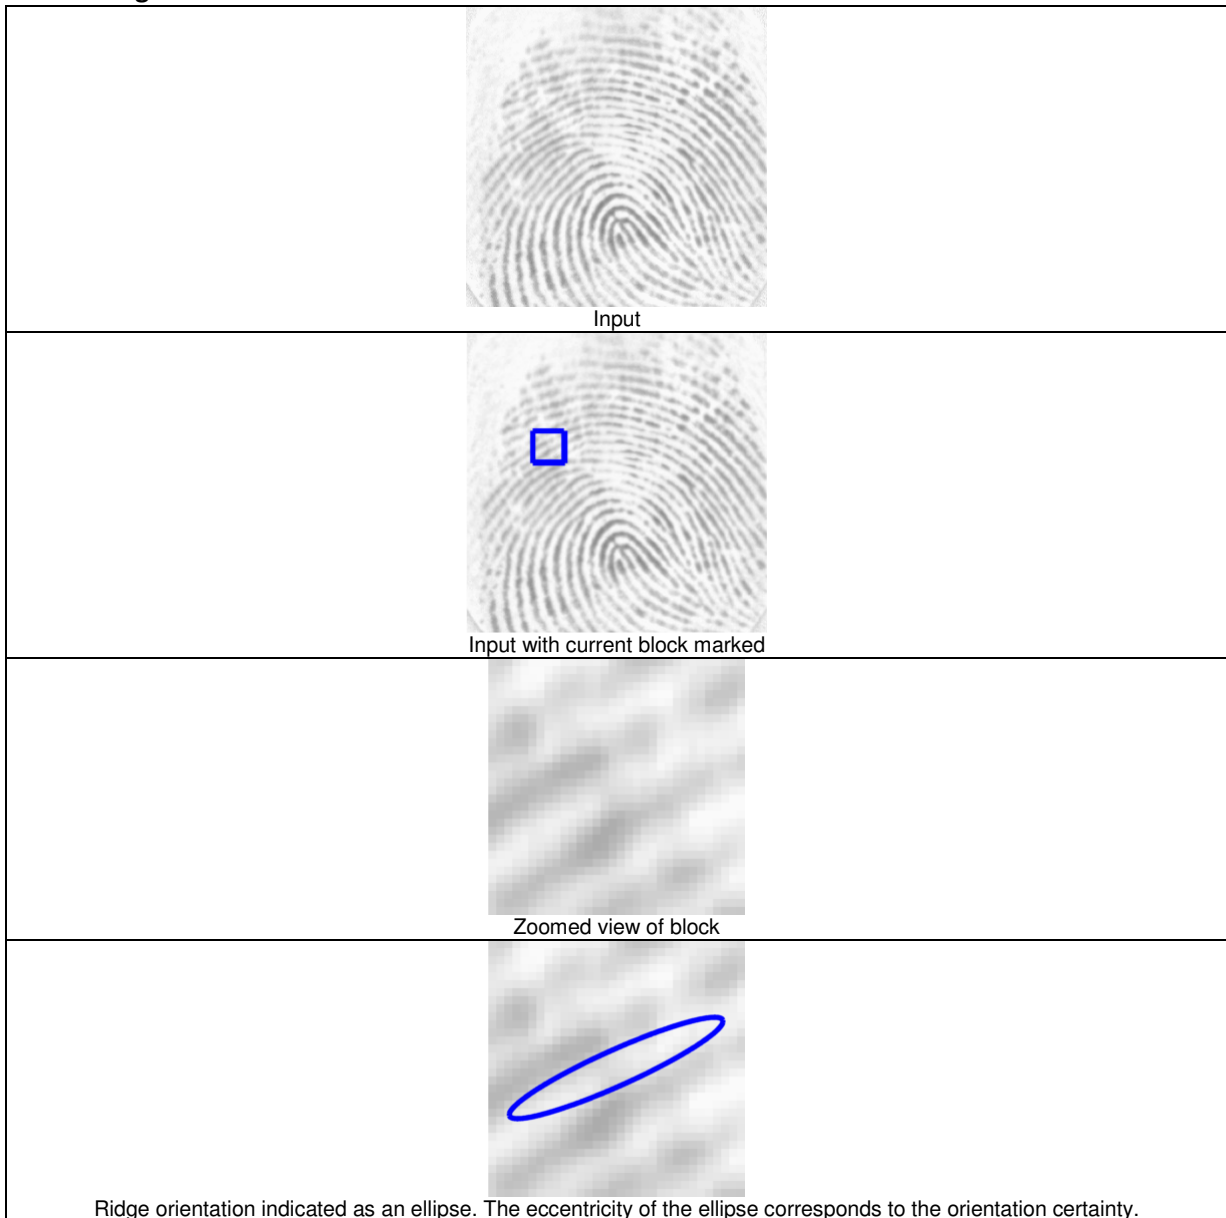 Input
Input with current block marked
Zoomed view of block
Ridge orientation indicated as an ellipse. The eccentricity of the ellipse corresponds to the orientation certainty.